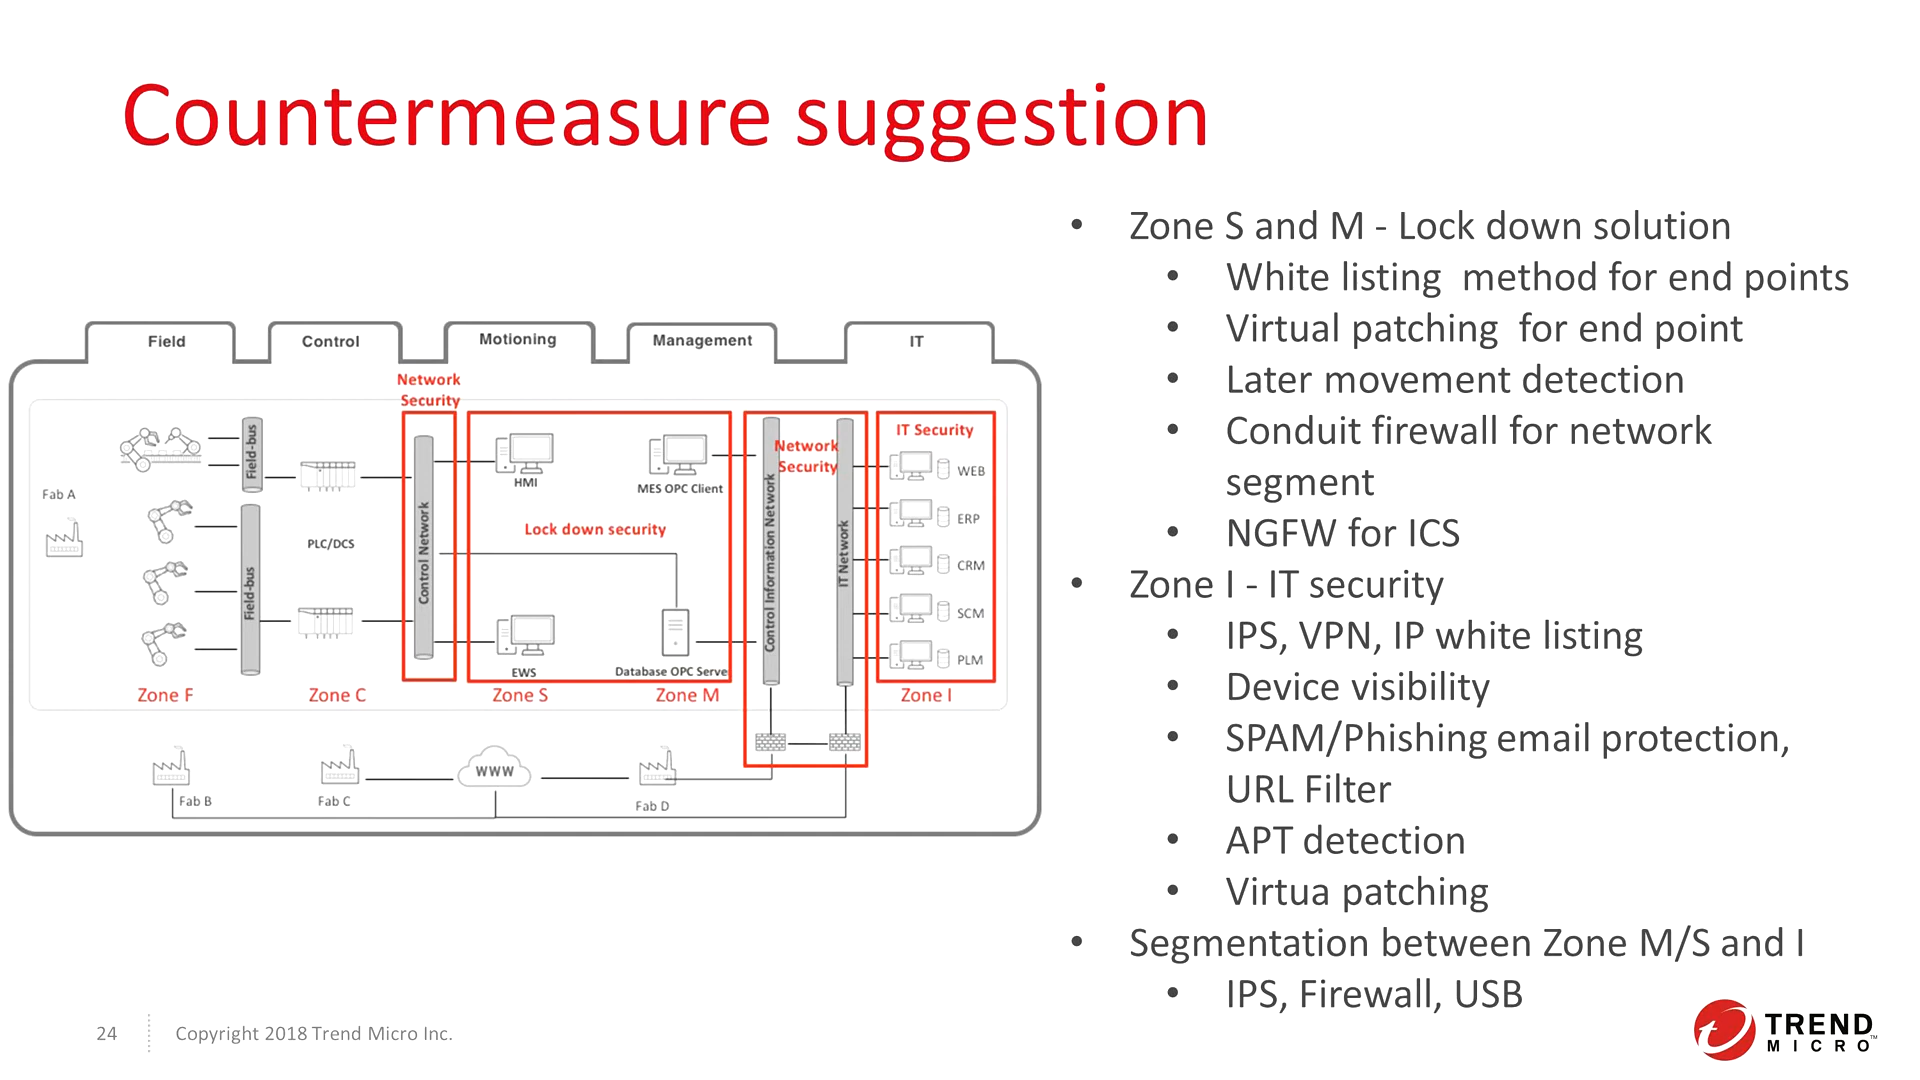 Countermeasure suggestion
Field
Control
Motioning
Management
IT
Network
Security
Fab A
Field-bus
Field-bus
PLC/DCS
Control Network
HMI
MES OPC Client
Lock down security
EWS
Database OPC Serve
Control Information Network
Network
Security
IT Network
IT Security
WEB
ERP
CRM
SCM
PLM
Zone F
Zone C
Zone S
Zone M
Zone I
Fab B
Fab C
WWW
Fab D
• Zone S and M - Lock down solution
• White listing  method for end points
• Virtual patching  for end point
• Later movement detection
• Conduit firewall for network
segment
• NGFW for ICS
• Zone I - IT security
• IPS, VPN, IP white listing
• Device visibility
• SPAM/Phishing email protection,
URL Filter
• APT detection
• Virtua patching
• Segmentation between Zone M/S and I
• IPS, Firewall, USB
24
Copyright 2018 Trend Micro Inc.
TREND
MICRO™